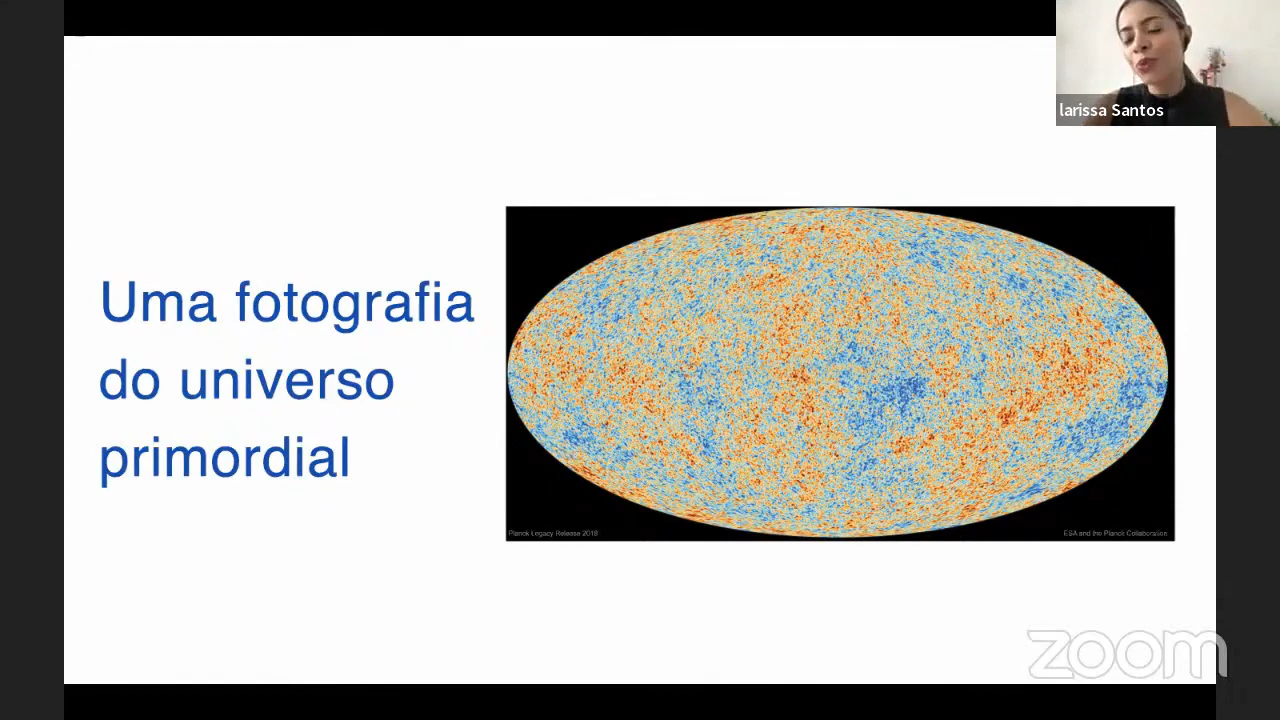 larissa Santos
Uma fotografia
do universo
primordial
Planck Legacy Release 2018
ESA and the Planck Collaboration
zoom